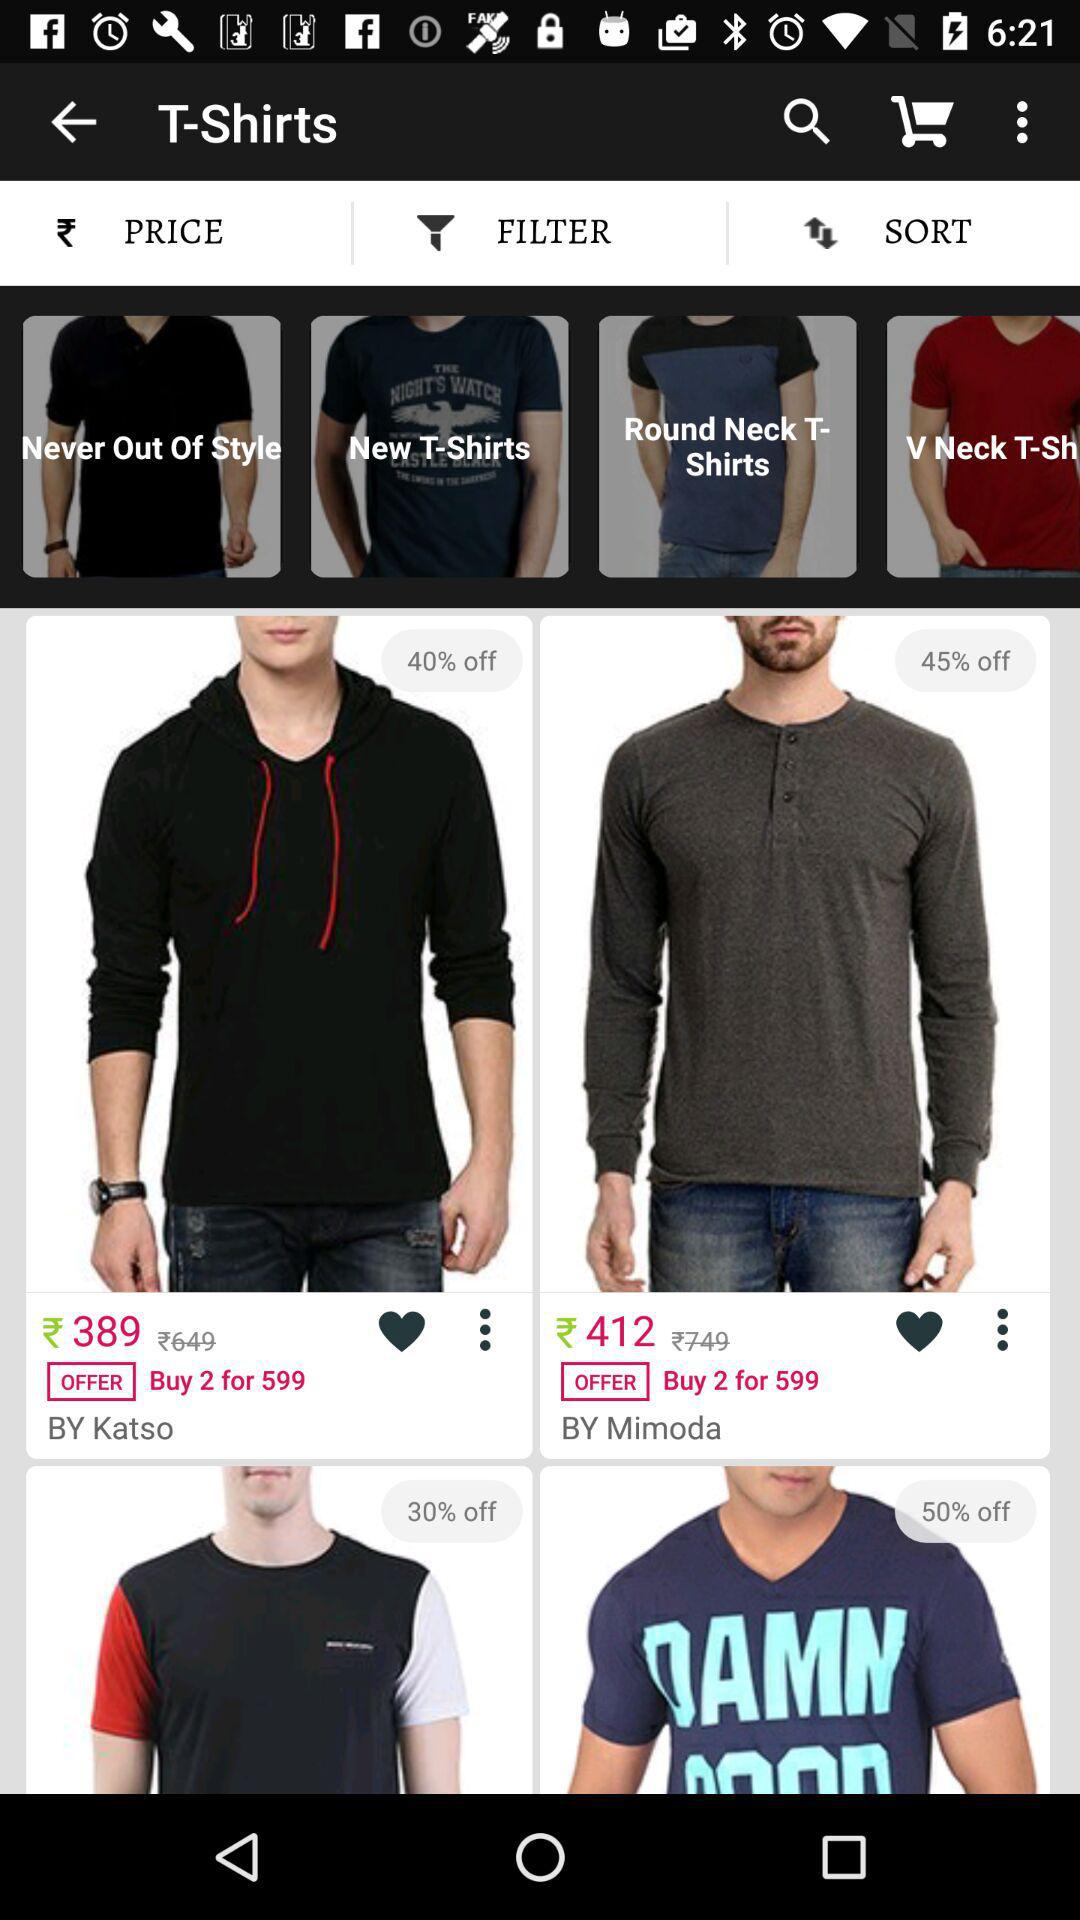 FAKE
6:21
T-Shirts
₹ PRICE
FILTER
SORT
Never Out Of Style
THE
NIGHT'S WATCH
New T-Shirts
CASTLE BLACK
Round Neck T-
Shirts
V Neck T-Sh
40% off
45% off
₹ 389 ₹649
OFFER Buy 2 for 599
BY Katso
₹ 412 ₹749
OFFER Buy 2 for 599
BY Mimoda
30% off
50% off
DAMN
GOOD